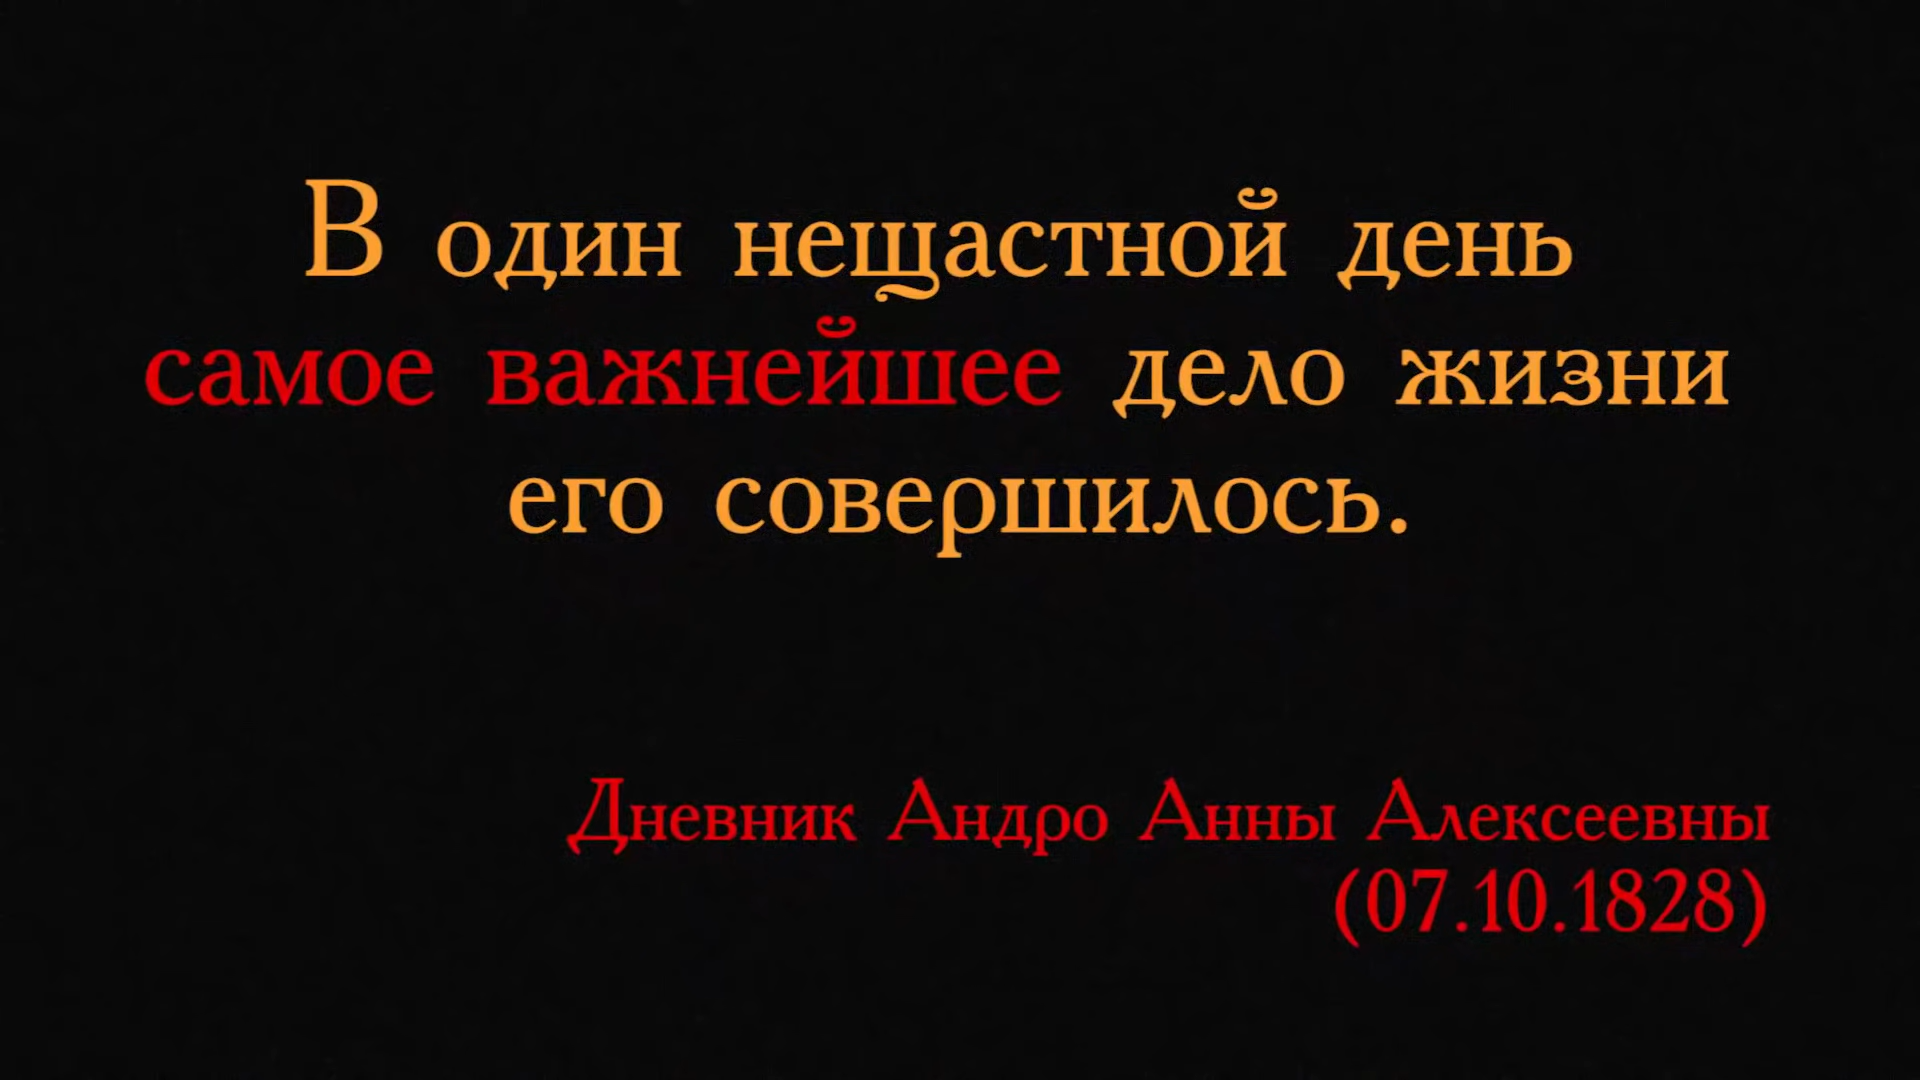 В один нещастной день
самое важнейшее дело жизни
его совершилось.
Дневник Андро Анны Алексеевны
(07.10.1828)